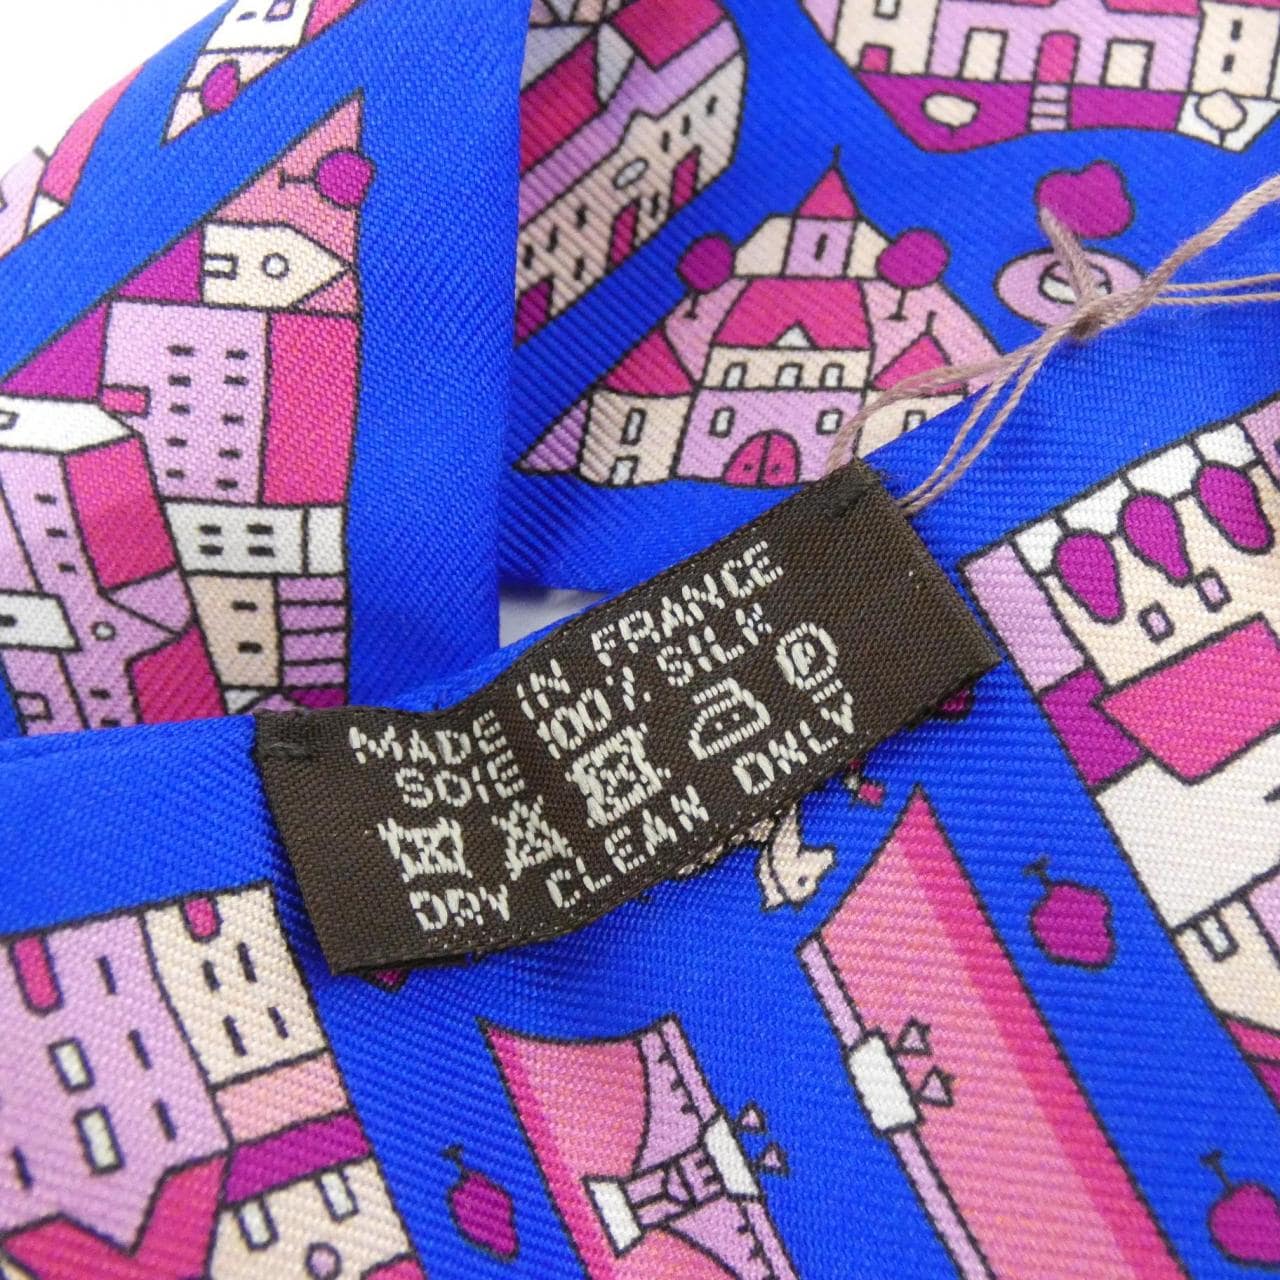 MADE IN FRANCE
SOIE 100% SILK
P
DRY CLEAN ONLY